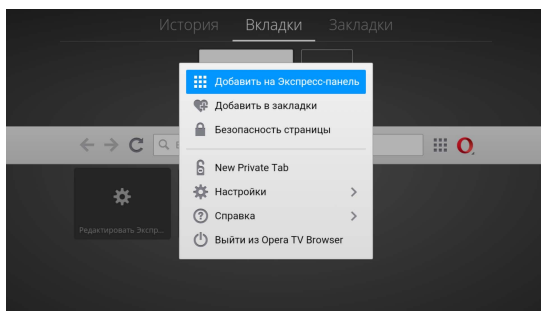 История Вкладки Закладки
Добавить на Экспресс-панель
Добавить в закладки
Безопасность страницы
New Private Tab
Настройки
Справка
Выйти из Opera TV Browser
Редактировать Экспр...